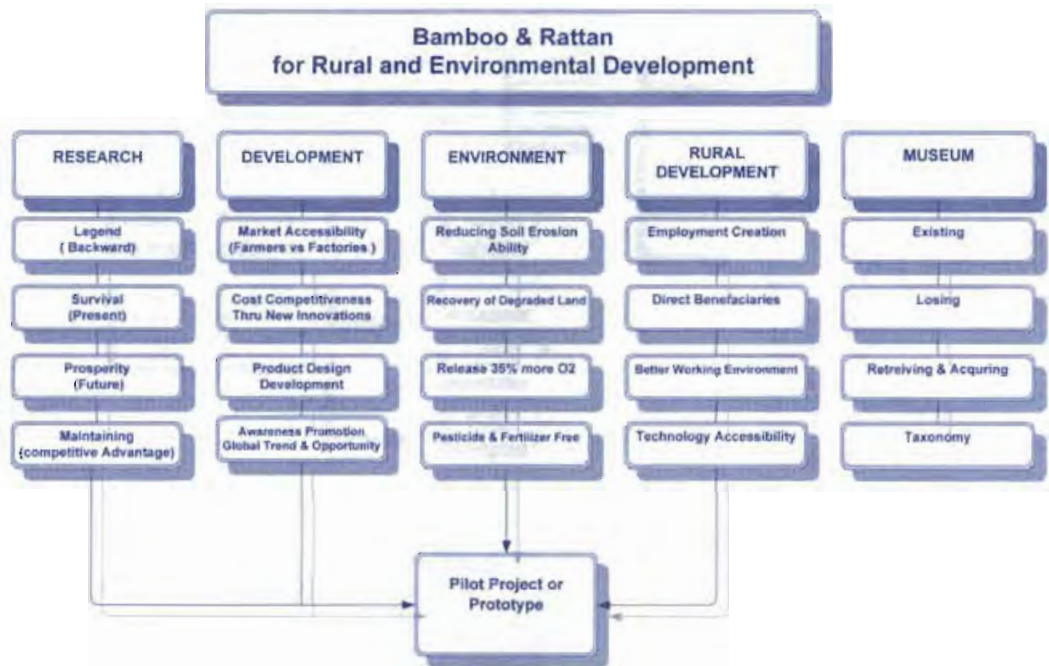 Bamboo & Rattan
for Rural and Environmental Development
RESEARCH
Legend
( Backward)
Survival
(Present)
Prosperity
(Future)
Maintaining
(competitive Advantage)
DEVELOPMENT
Market Accessibility
(Farmers vs Factories )
Cost Competitiveness
Thru New Innovations
Product Design
Development
Awareness Promotion
Global Trend & Opportunity
ENVIRONMENT
Reducing Soil Erosion
Ability
Recovery of Degraded Land
Release 35% more O2
Pesticide & Fertilizer Free
RURAL
DEVELOPMENT
Employment Creation
Direct Benefaciaries
Better Working Environment
Technology Accessibility
MUSEUM
Existing
Losing
Retreiving & Acquring
Taxonomy
Pilot Project or
Prototype